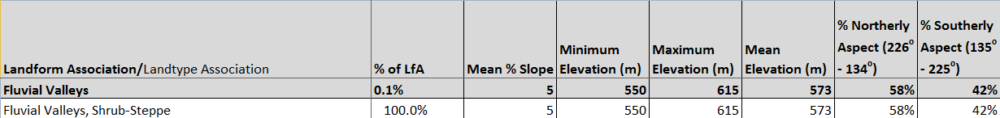 Landform Association/Landtype Association	% of LfA	Mean % Slope	Minimum Elevation (m)	Maximum Elevation (m)	Mean Elevation (m)	% Northerly Aspect (226° - 134°)	% Southerly Aspect (135° - 225°)
Fluvial Valleys	0.1%	5	550	615	573	58%	42%
Fluvial Valleys, Shrub-Steppe	100.0%	5	550	615	573	58%	42%